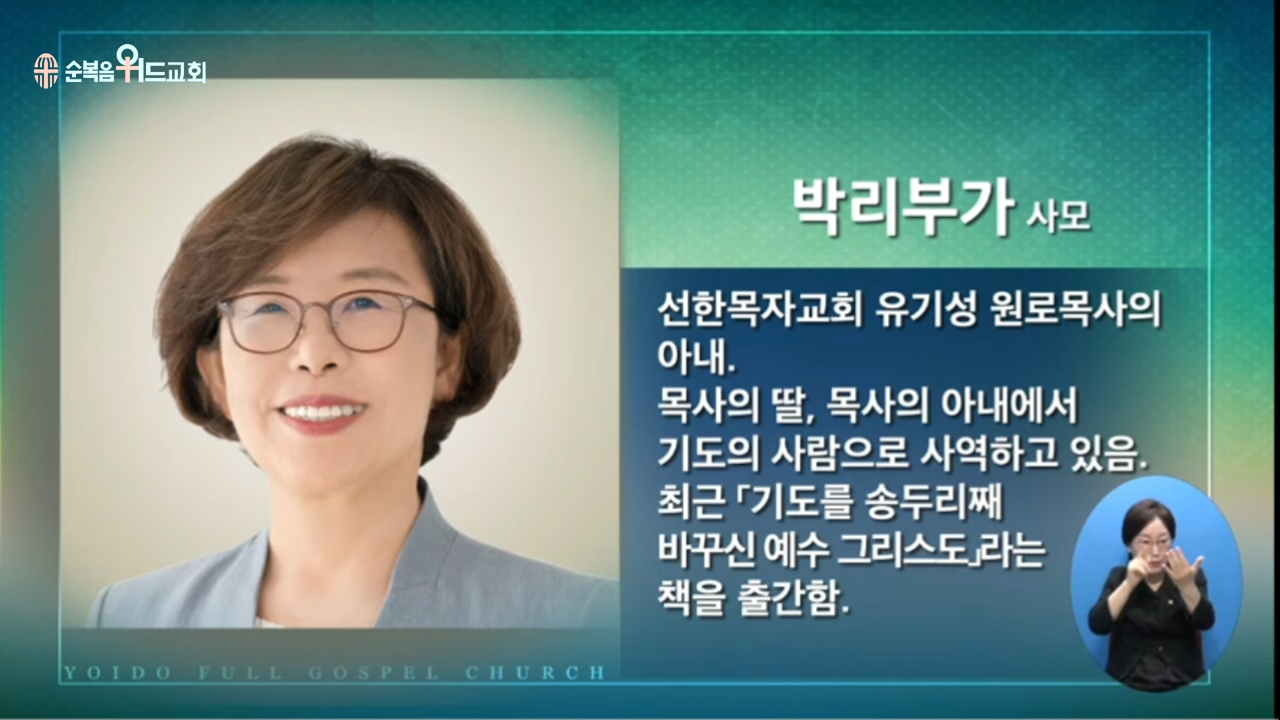 순복음위드교회
박리부가 사모
선한목자교회 유기성 원로목사의
아내.
목사의 딸, 목사의 아내에서
기도의 사람으로 사역하고 있음.
최근 「기도를 송두리째
바꾸신 예수 그리스도」라는
책을 출간함.
YOIDO FULL GOSPEL CHURCH